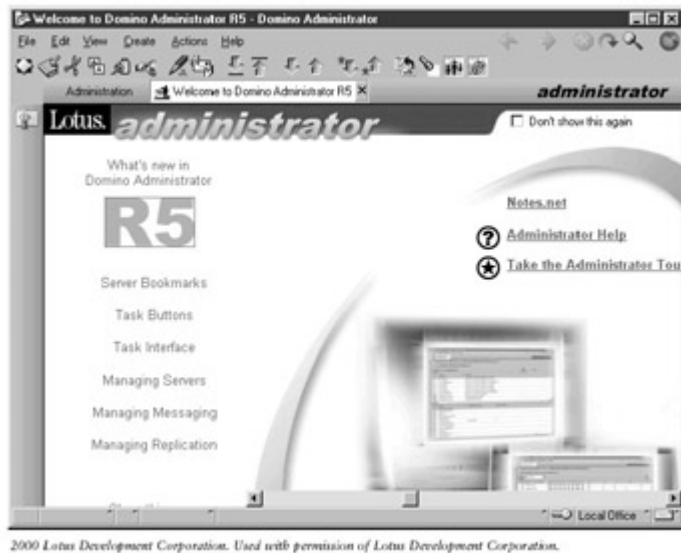 Welcome to Domino Administrator R5 - Domino Administrator
File Edit View Create Actions Help
Administration Welcome to Domino Administrator R5 administrator
Lotus. administrator Don't show this again
What's new in
Domino Administrator
R5
Notes.net
Administrator Help
Take the Administrator Tou
Server Bookmarks
Task Buttons
Task Interface
Managing Servers
Managing Messaging
Managing Replication
Local Office
2000 Lotus Development Corporation. Used with permission of Lotus Development Corporation.